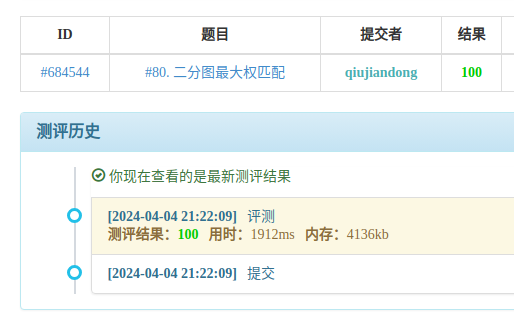 ID 题目 提交者 结果
#684544 #80. 二分图最大权匹配 qiujiandong 100
测评历史
你现在查看的是最新测评结果
[2024-04-04 21:22:09] 评测
测评结果：100 用时：1912ms 内存：4136kb
[2024-04-04 21:22:09] 提交